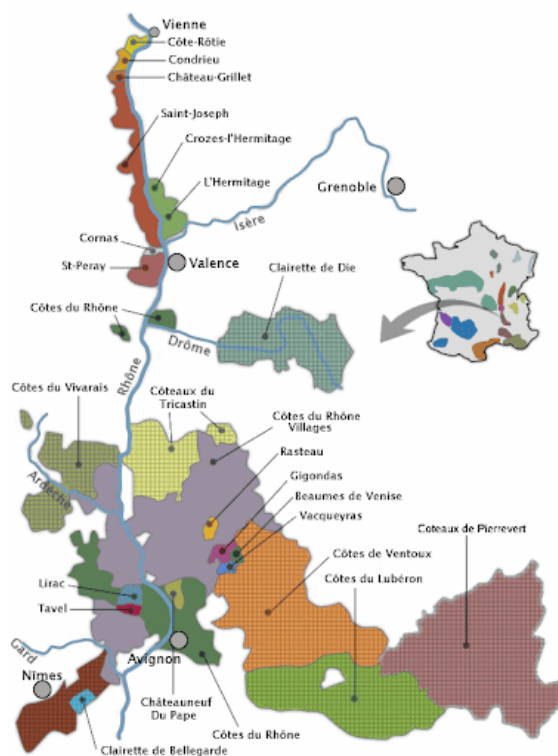 Vienne
Côte-Rôtie
Condrieu
Château-Grillet
Saint-Joseph
Crozes-l'Hermitage
L'Hermitage
Grenoble
Isère
Cornas
St-Peray
Valence
Clairette de Die
Côtes du Rhône
Drôme
Rhône
Côtes du Vivarais
Côteaux du
Tricastin
Côtes du Rhône
Villages
Rasteau
Gigondas
Beaumes de Venise
Vacqueyras
Ardèche
Coteaux de Pierrevert
Côtes de Ventoux
Côtes du Lubéron
Lirac
Tavel
Gard
Avignon
Nîmes
Châteauneuf
Du Pape
Côtes du Rhône
Clairette de Bellegarde